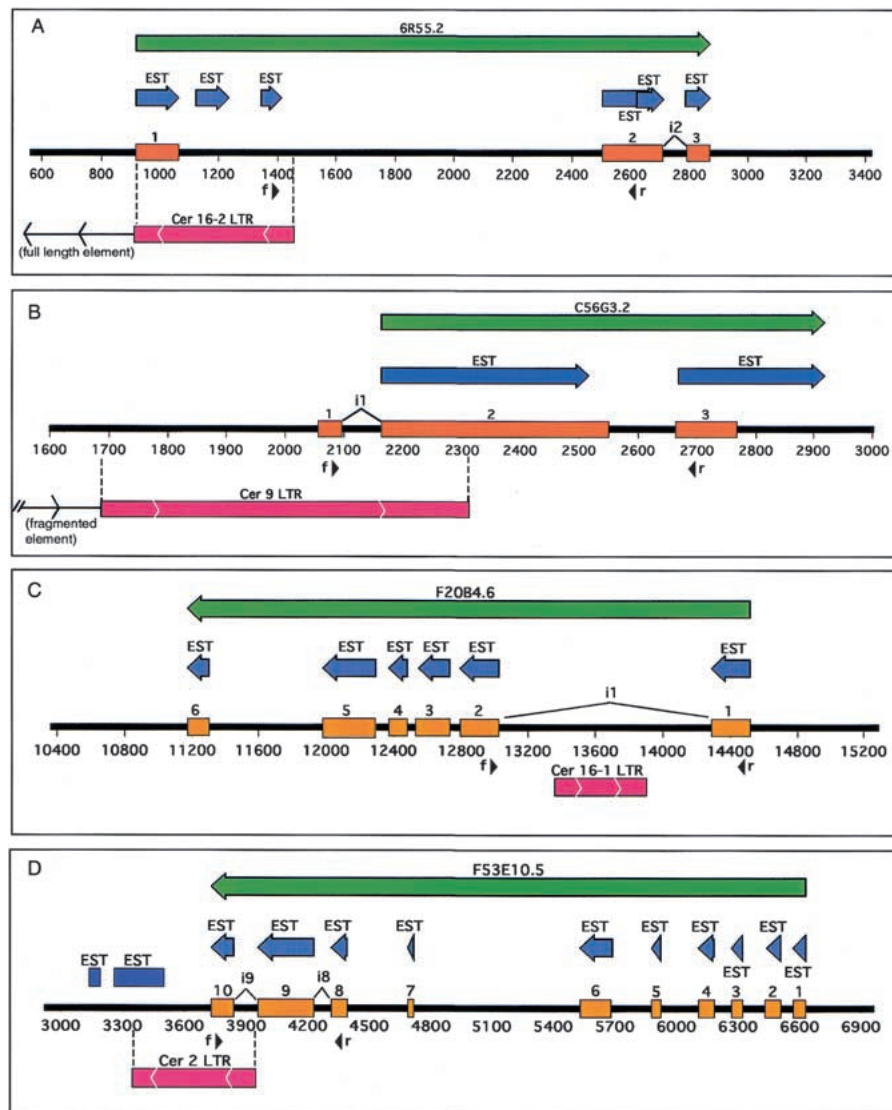 A
6R55.2
EST EST EST EST EST
EST
1 2 i2 3
600 800 1000 1200 1400 1600 1800 2000 2200 2400 2600 2800 3000 3200 3400
f r
Cer 16-2 LTR
(full length element)
B
C56G3.2
EST EST
1 i1 2 3
1600 1700 1800 1900 2000 2100 2200 2300 2400 2500 2600 2700 2800 2900 3000
f r
Cer 9 LTR
(fragmented
element)
C
F20B4.6
EST EST EST EST EST EST
6 5 4 3 2 i1 1
10400 10800 11200 11600 12000 12400 12800 13200 13600 14000 14400 14800 15200
f r
Cer 16-1 LTR
D
F53E10.5
EST EST EST EST EST EST EST EST
EST EST
EST EST
10 i9 9 i8 8 7 6 5 4 3 2 1
3000 3300 3600 3900 4200 4500 4800 5100 5400 5700 6000 6300 6600 6900
f r
Cer 2 LTR